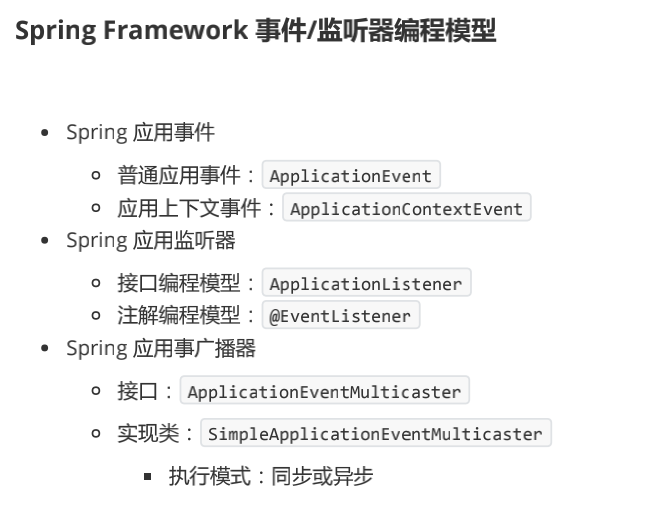 Spring Framework 事件/监听器编程模型
Spring 应用事件
普通应用事件：ApplicationEvent
应用上下文事件：ApplicationContextEvent
Spring 应用监听器
接口编程模型：ApplicationListener
注解编程模型：@EventListener
Spring 应用事广播器
接口：ApplicationEventMulticaster
实现类：SimpleApplicationEventMulticaster
执行模式：同步或异步